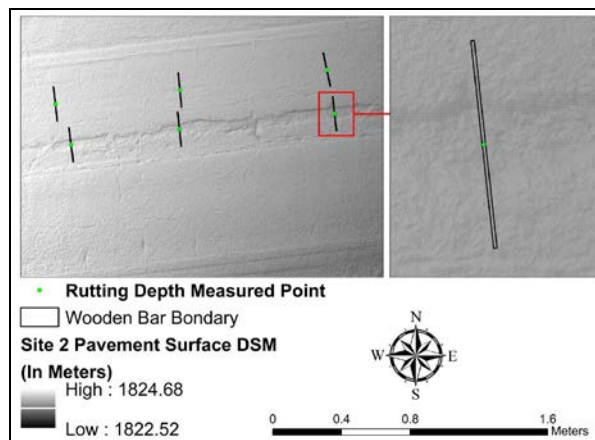 Rutting Depth Measured Point
Wooden Bar Bondary
Site 2 Pavement Surface DSM
(In Meters)
High : 1824.68
Low : 1822.52
N
W E
S
0 0.4 0.8 1.6
Meters